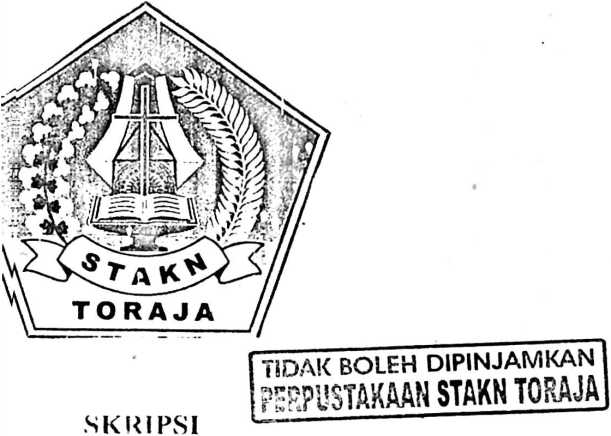 STAKN
TORAJA
TIDAK BOLEH DIPINJAMKAN
PERPUSTAKAAN STAKN TORAJA
SKRIPSI